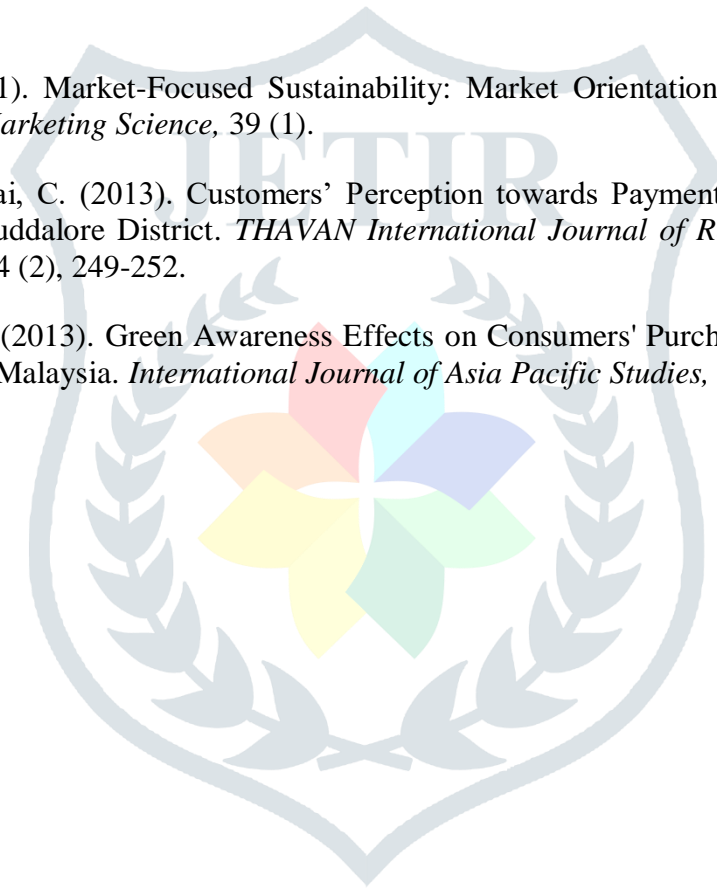 1). Market-Focused Sustainability: Market Orientation
arketing Science, 39 (1).
ai, C. (2013). Customers’ Perception towards Payment
uddalore District. THAVAN International Journal of R
4 (2), 249-252.
(2013). Green Awareness Effects on Consumers' Purch
Malaysia. International Journal of Asia Pacific Studies,
JETIR